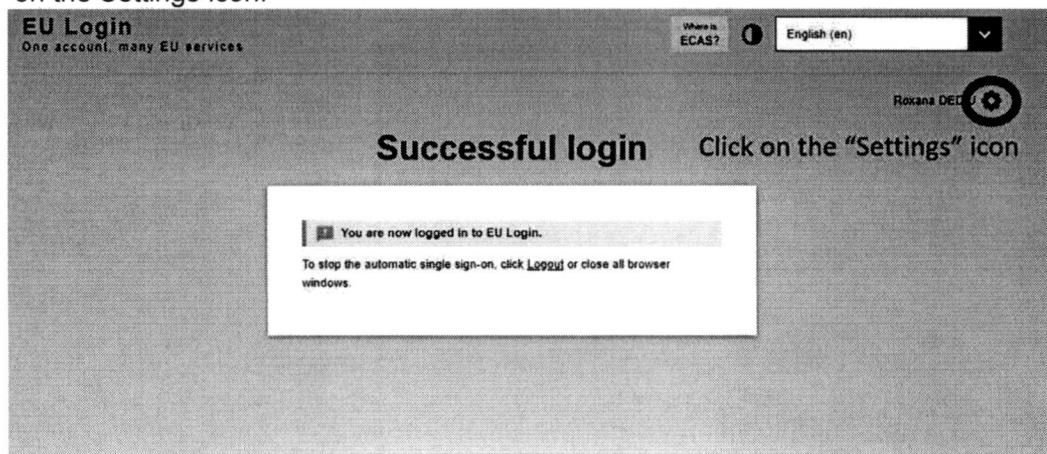 on the Settings icon.
EU Login
One account, many EU services
Where is
ECAS?
English (en)
Roxana DED U
Successful login
Click on the "Settings" icon
You are now logged in to EU Login.
To stop the automatic single sign-on, click Logout or close all browser
windows.